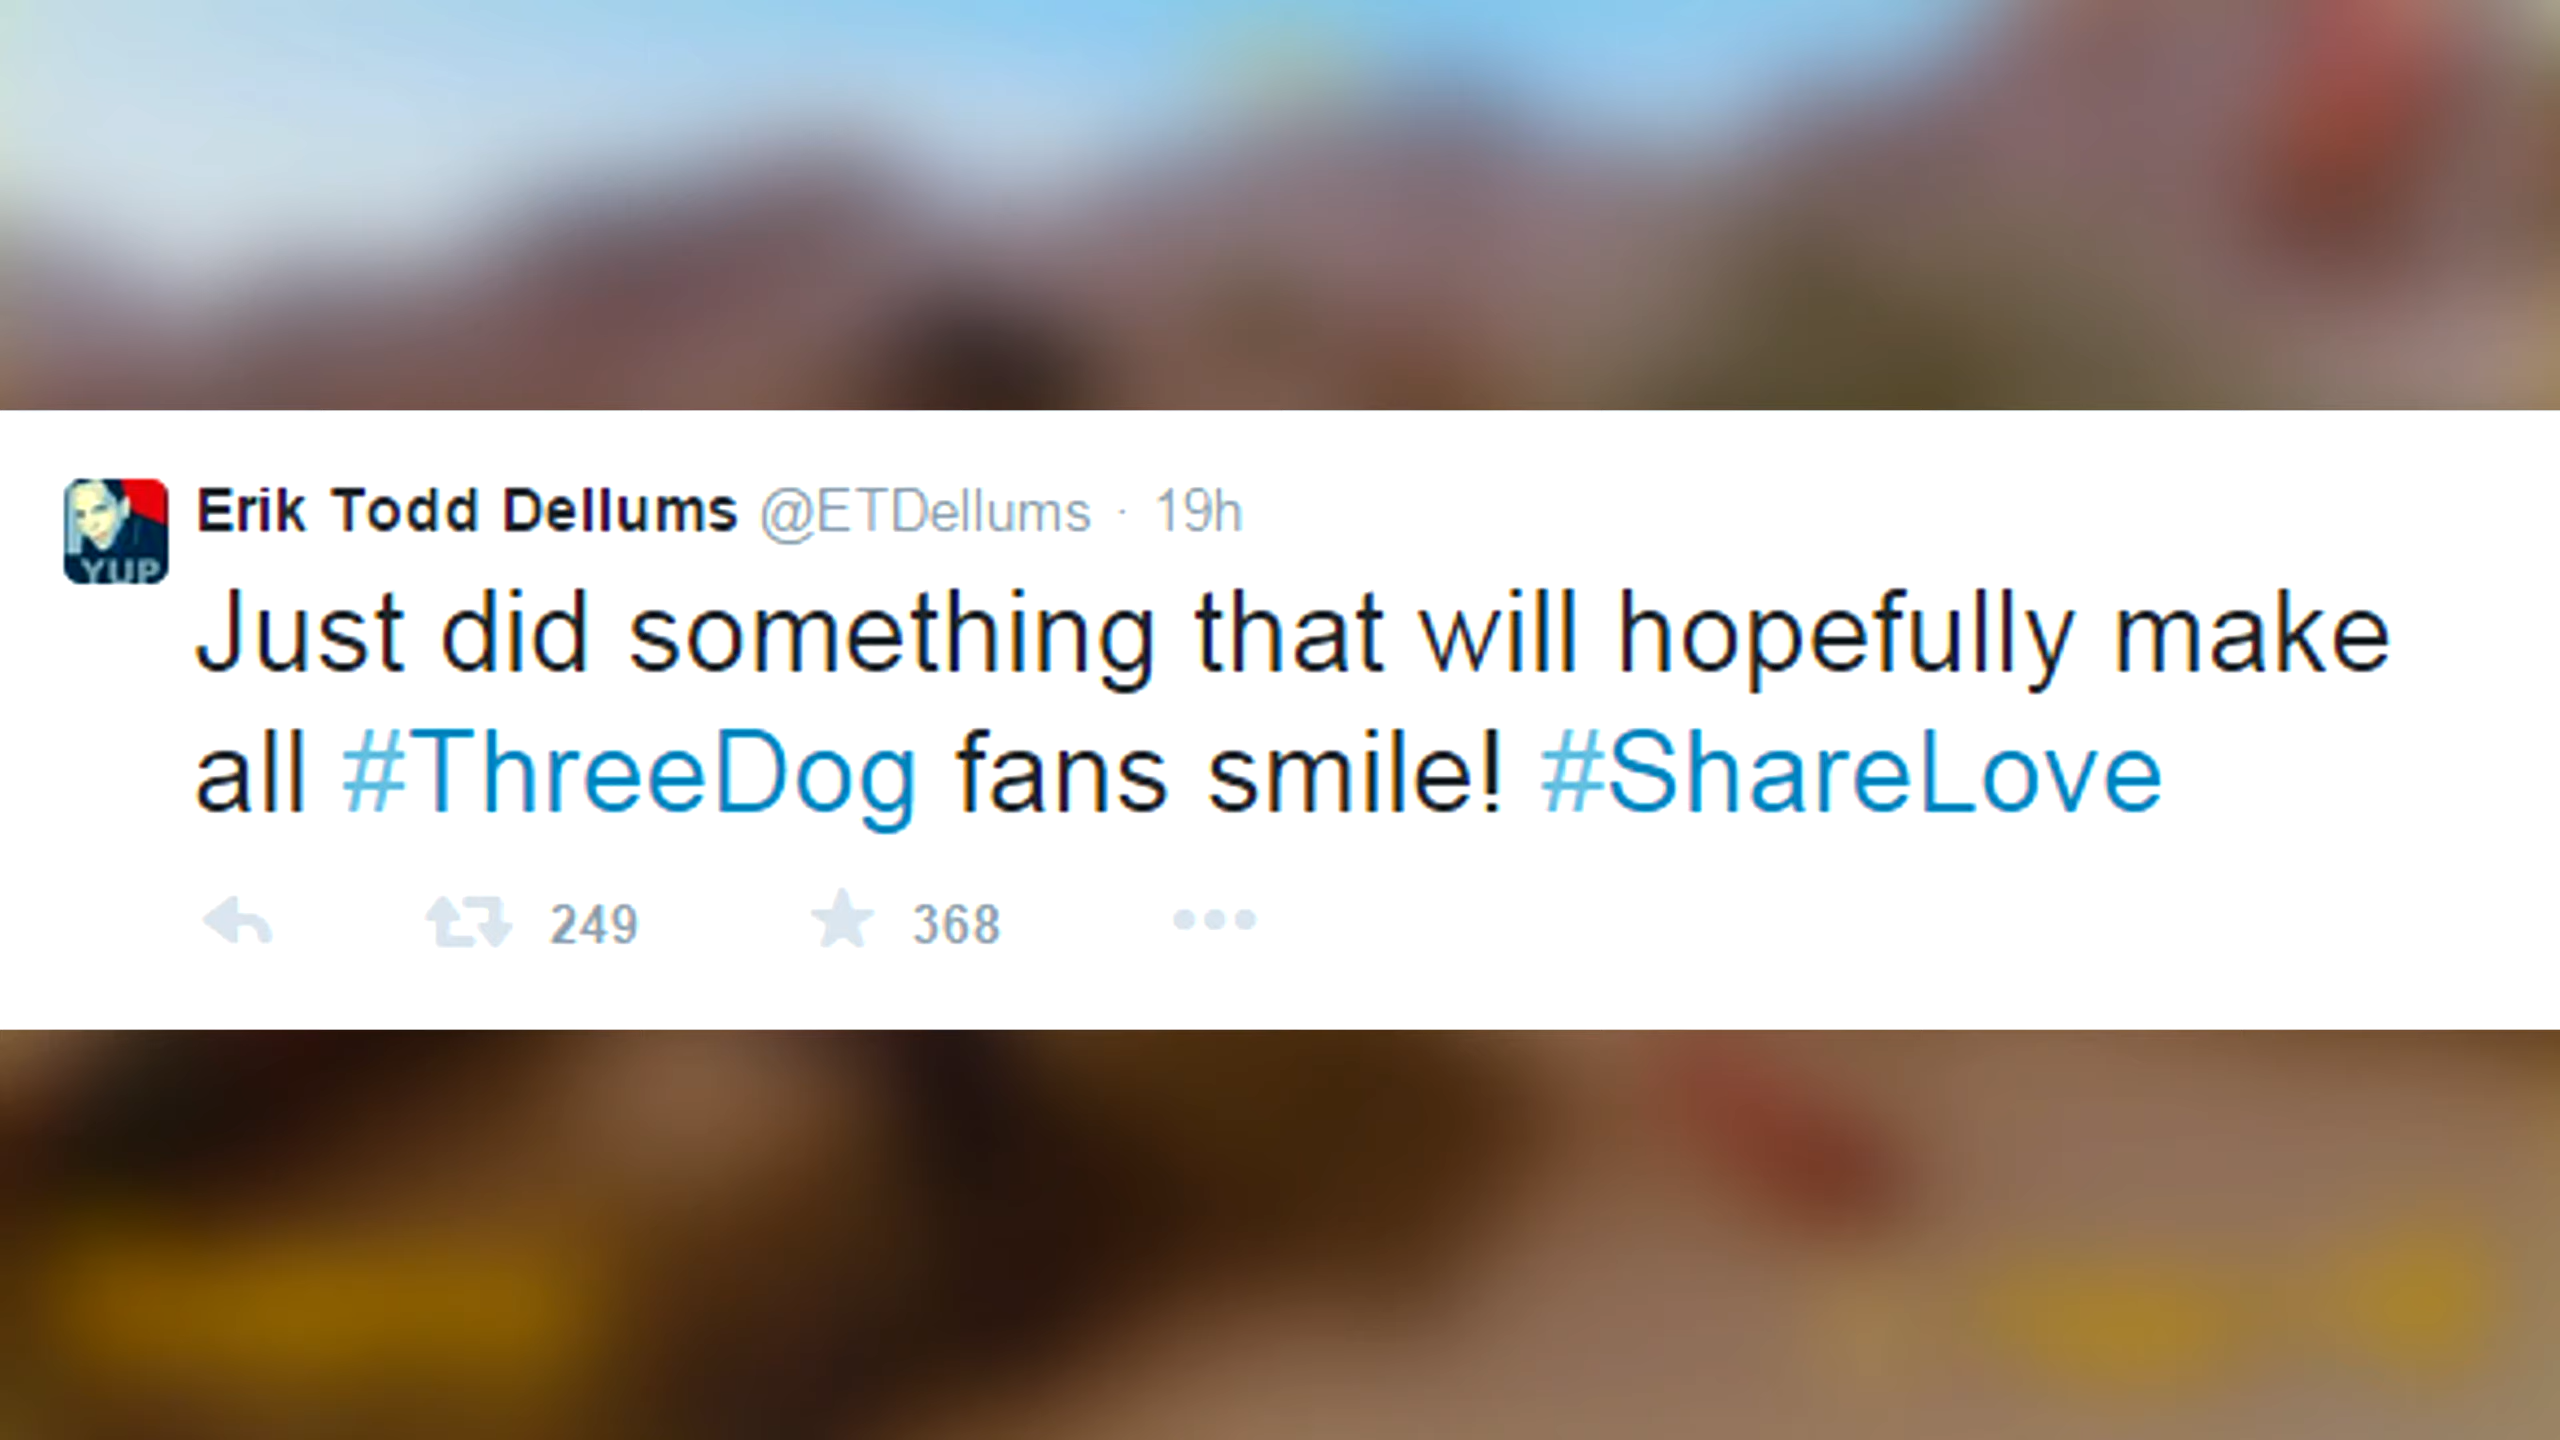 Erik Todd Dellums @ETDellums · 19h
YUP
Just did something that will hopefully make
all #ThreeDog fans smile! #ShareLove
249 368